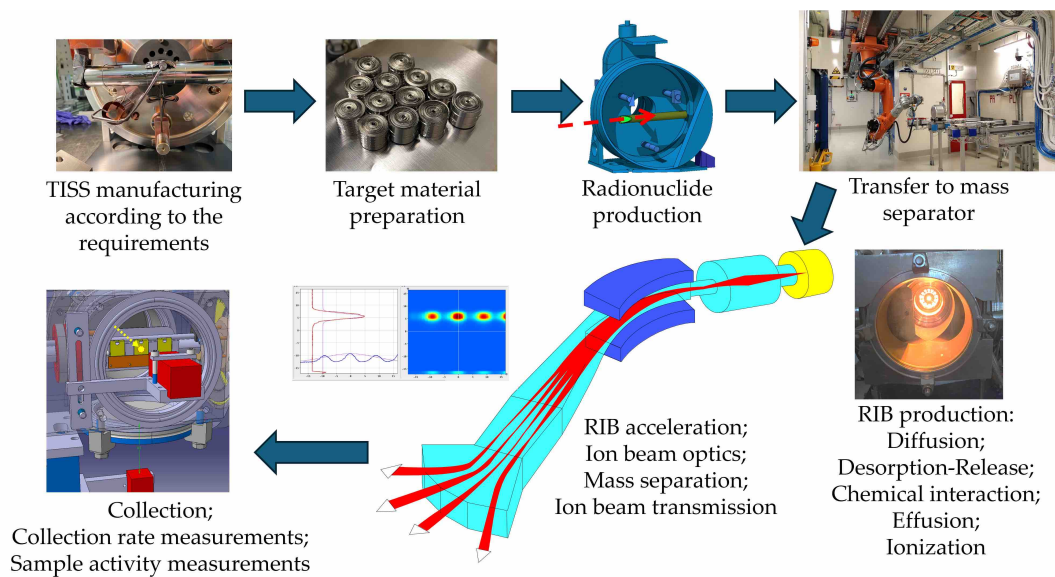 TISS manufacturing
according to the
requirements
Target material
preparation
Radionuclide
production
Transfer to mass
separator
RIB production:
Diffusion;
Desorption-Release;
Chemical interaction;
Effusion;
Ionization
RIB acceleration;
Ion beam optics;
Mass separation;
Ion beam transmission
Collection;
Collection rate measurements;
Sample activity measurements